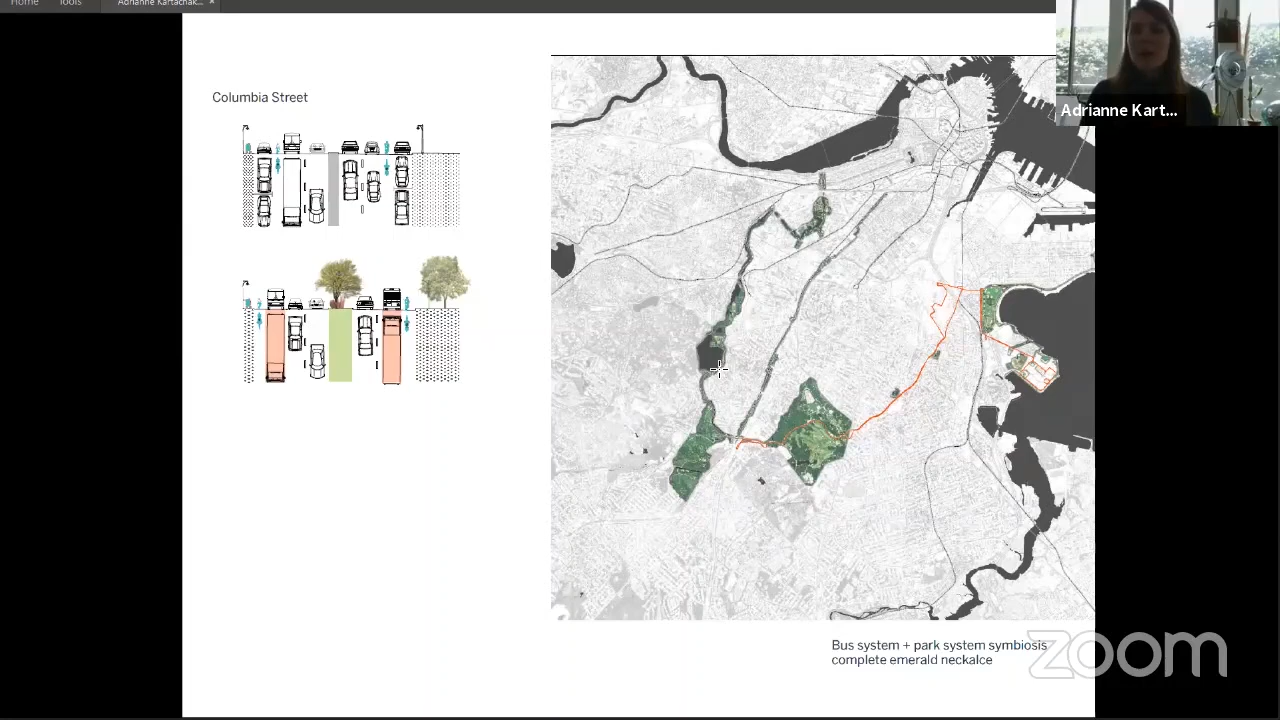 Home Tools Adrianne Kartachak... ×
Adrianne Kart...
Columbia Street
Bus system + park system symbiosis
complete emerald neckalce
zoom